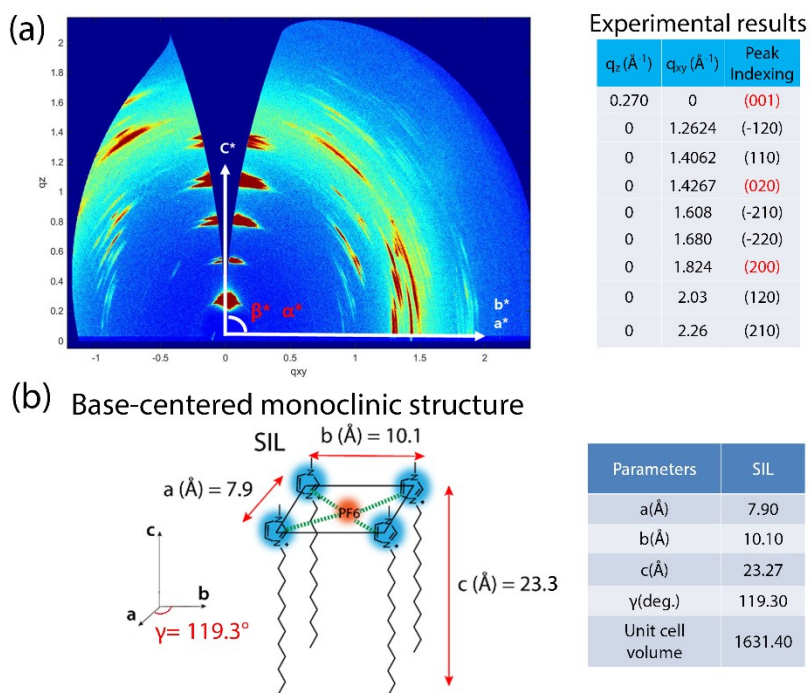 (a)
2
1.8
1.6
1.4
1.2
1
0.8
0.6
0.4
0.2
0
qz
-1
-0.5
0
0.5
1
1.5
2
qxy
C*
β* α*
b*
a*
Experimental results
qz (Å⁻¹) qxy (Å⁻¹) Peak Indexing
0.270 0 (001)
0 1.2624 (-120)
0 1.4062 (110)
0 1.4267 (020)
0 1.608 (-210)
0 1.680 (-220)
0 1.824 (200)
0 2.03 (120)
0 2.26 (210)
(b) Base-centered monoclinic structure
SIL
b (Å) = 10.1
a (Å) = 7.9
PF6⁻
N
N
+
N
N
+
N
N
+
N
N
+
c (Å) = 23.3
c
b
a
γ= 119.3°
Parameters SIL
a(Å) 7.90
b(Å) 10.10
c(Å) 23.27
γ(deg.) 119.30
Unit cell volume 1631.40